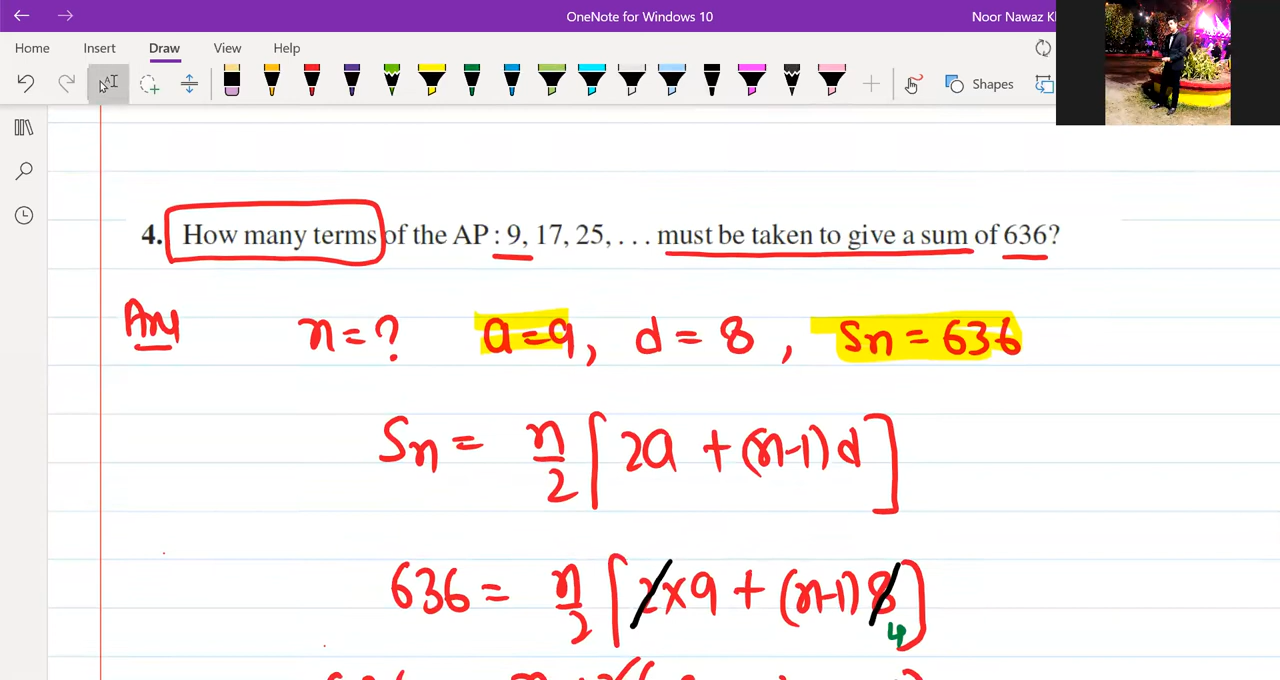 OneNote for Windows 10
Noor Nawaz Kh
Home Insert Draw View Help
Shapes
4. How many terms of the AP : 9, 17, 25, . . . must be taken to give a sum of 636?
Ans n = ? a = 9, d = 8, Sn = 636
Sn = n/2 [2a + (n-1)d]
636 = n/2 [2×9 + (n-1)8]
4